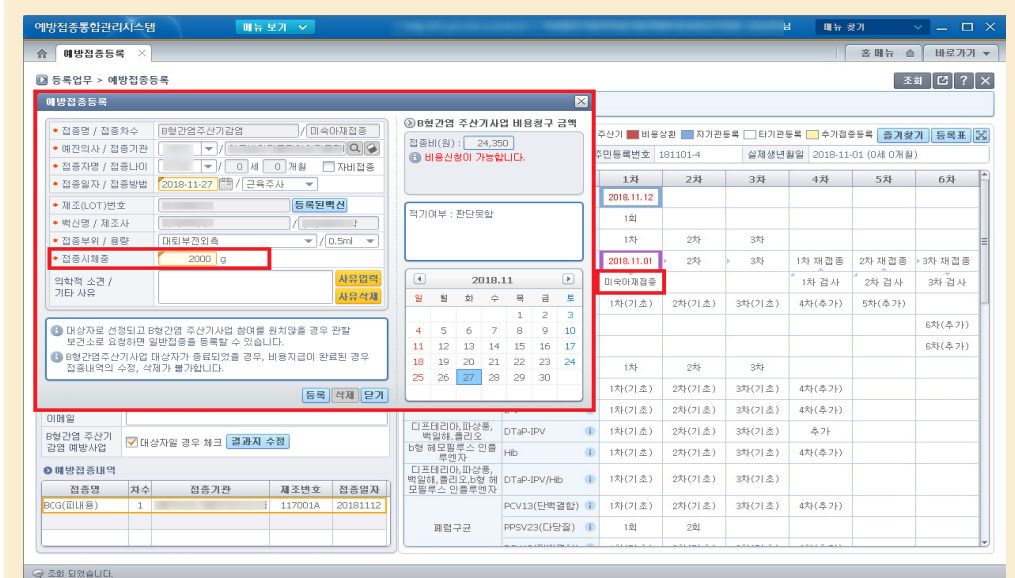 예방접종통합관리시스템
메뉴 보기
님
메뉴 찾기
예방접종등록
홈 메뉴
바로가기
등록업무 > 예방접종등록
조회
예방접종등록
접종명 / 접종차수 B형간염주산기감염 / 미숙아재접종
예진의사 / 접종기관
접종자명 / 접종나이 / 0 세 0 개월 자비접종
접종일자 / 접종방법 2018-11-27 / 근육주사
제조(LOT)번호 등록된백신
백신명 / 제조사
접종부위 / 용량 대퇴부전외측 / 0.5ml
접종시체중 2000 g
의학적 소견 /
기타 사유
사유입력
사유삭제
대상자로 선정되고 B형간염 주산기사업 참여를 원치않을 경우 관할
보건소로 요청하면 일반접종을 등록할 수 있습니다.
B형간염주산기사업 대상자가 종료되었을 경우, 비용지급이 완료된 경우
접종내역의 수정, 삭제가 불가합니다.
등록 삭제 닫기
B형간염 주산기사업 비용청구 금액
접종비(원) : 24,350
비용신청이 가능합니다.
적기여부 : 판단못함
2018.11
일 월 화 수 목 금 토
1 2 3
4 5 6 7 8 9 10
11 12 13 14 15 16 17
18 19 20 21 22 23 24
25 26 27 28 29 30
주산기 비용상환 자기관등록 타기관등록 추가접종등록 즐겨찾기 등록표
주민등록번호 181101-4 실제생년월일 2018-11-01 (0세 0개월)
1차 2차 3차 4차 5차 6차
2018.11.12
1회
1차 2차 3차
2018.11.01 2차 3차 1차 재접종 2차 재접종 3차 재접종
미숙아재접종 1차 검사 2차 검사 3차 검사
1차(기초) 2차(기초) 3차(기초) 4차(추가) 5차(추가)
6차(추가)
6차(추가)
1차 2차 3차
1차(기초) 2차(기초) 3차(기초) 4차(추가)
1차(기초) 2차(기초) 3차(기초) 4차(추가)
디프테리아,파상풍,
백일해,폴리오
DTaP-IPV 1차(기초) 2차(기초) 3차(기초) 추가
b형 헤모필루스 인플
루엔자
Hib 1차(기초) 2차(기초) 3차(기초) 4차(추가)
디프테리아,파상풍,
백일해,폴리오,b형 헤
모필루스 인플루엔자
DTaP-IPV/Hib 1차(기초) 2차(기초) 3차(기초)
폐렴구균
PCV13(단백결합) 1차(기초) 2차(기초) 3차(기초) 4차(추가)
PPSV23(다당질) 1회 2회
이메일
B형간염 주산기
감염 예방사업
대상자일 경우 체크 결과지 수정
예방접종내역
접종명 차수 접종기관 제조번호 접종일자
BCG(피내용) 1 117001A 20181112
조회 되었습니다.